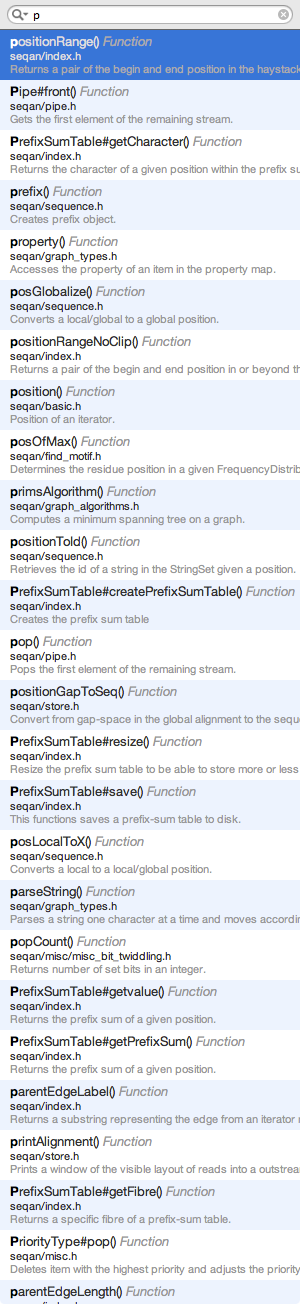 p
positionRange() Function
seqan/index.h
Returns a pair of the begin and end position in the haystack
Pipe#front() Function
seqan/pipe.h
Gets the first element of the remaining stream.
PrefixSumTable#getCharacter() Function
seqan/index.h
Returns the character of a given position within the prefix su
prefix() Function
seqan/sequence.h
Creates prefix object.
property() Function
seqan/graph_types.h
Accesses the property of an item in the property map.
posGlobalize() Function
seqan/sequence.h
Converts a local/global to a global position.
positionRangeNoClip() Function
seqan/index.h
Returns a pair of the begin and end position in or beyond th
position() Function
seqan/basic.h
Position of an iterator.
posOfMax() Function
seqan/find_motif.h
Determines the residue position in a given FrequencyDistrib
primsAlgorithm() Function
seqan/graph_algorithms.h
Computes a minimum spanning tree on a graph.
positionToId() Function
seqan/sequence.h
Retrieves the id of a string in the StringSet given a position.
PrefixSumTable#createPrefixSumTable() Function
seqan/index.h
Creates the prefix sum table
pop() Function
seqan/pipe.h
Pops the first element of the remaining stream.
positionGapToSeq() Function
seqan/store.h
Convert from gap-space in the global alignment to the sequ
PrefixSumTable#resize() Function
seqan/index.h
Resize the prefix sum table to be able to store more or less
PrefixSumTable#save() Function
seqan/index.h
This functions saves a prefix-sum table to disk.
posLocalToX() Function
seqan/sequence.h
Converts a local to a local/global position.
parseString() Function
seqan/graph_types.h
Parses a string one character at a time and moves accordin
popCount() Function
seqan/misc/misc_bit_twiddling.h
Returns number of set bits in an integer.
PrefixSumTable#getvalue() Function
seqan/index.h
Returns the prefix sum of a given position.
PrefixSumTable#getPrefixSum() Function
seqan/index.h
Returns the prefix sum of a given position.
parentEdgeLabel() Function
seqan/index.h
Returns a substring representing the edge from an iterator
printAlignment() Function
seqan/store.h
Prints a window of the visible layout of reads into a outstrea
PrefixSumTable#getFibre() Function
seqan/index.h
Returns a specific fibre of a prefix-sum table.
PriorityType#pop() Function
seqan/misc.h
Deletes item with the highest priority and adjusts the priority
parentEdgeLength() Function